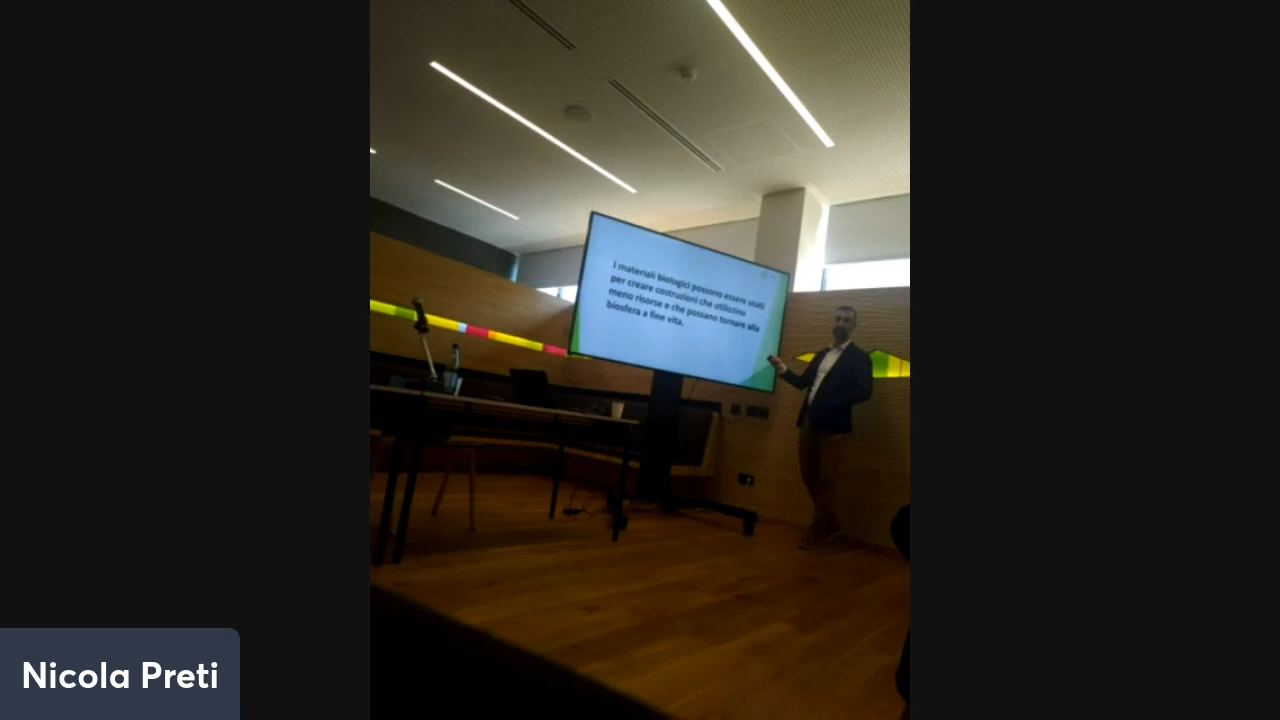 I materiali biologici possono essere usati
per creare costruzioni che utilizzino
meno risorse e che possano tornare alla
biosfera a fine vita.
Nicola Preti